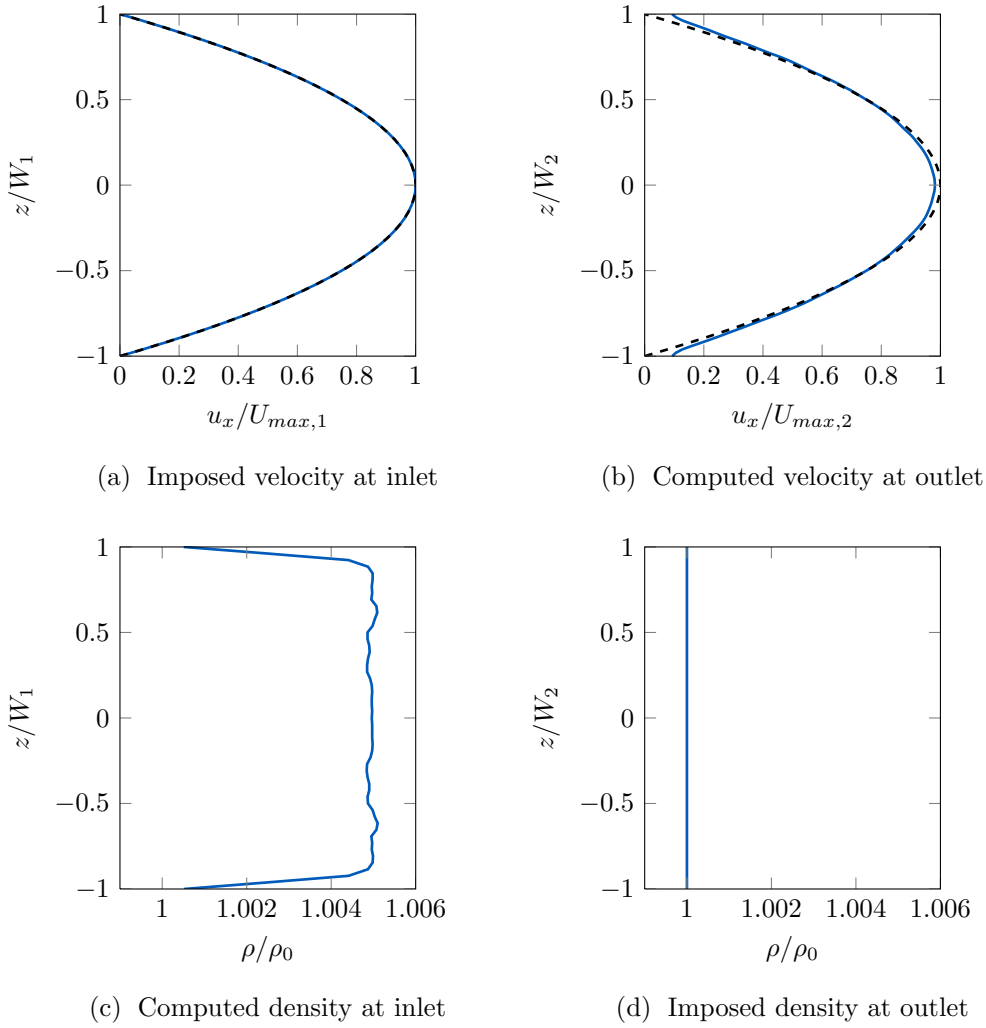 1
0.5
0
−0.5
−1
z/W₁
0 0.2 0.4 0.6 0.8 1
uₓ/U_{max,1}
(a) Imposed velocity at inlet
1
0.5
0
−0.5
−1
z/W₂
0 0.2 0.4 0.6 0.8 1
uₓ/U_{max,2}
(b) Computed velocity at outlet
1
0.5
0
−0.5
−1
z/W₁
1 1.002 1.004 1.006
ρ/ρ₀
(c) Computed density at inlet
1
0.5
0
−0.5
−1
z/W₂
1 1.002 1.004 1.006
ρ/ρ₀
(d) Imposed density at outlet